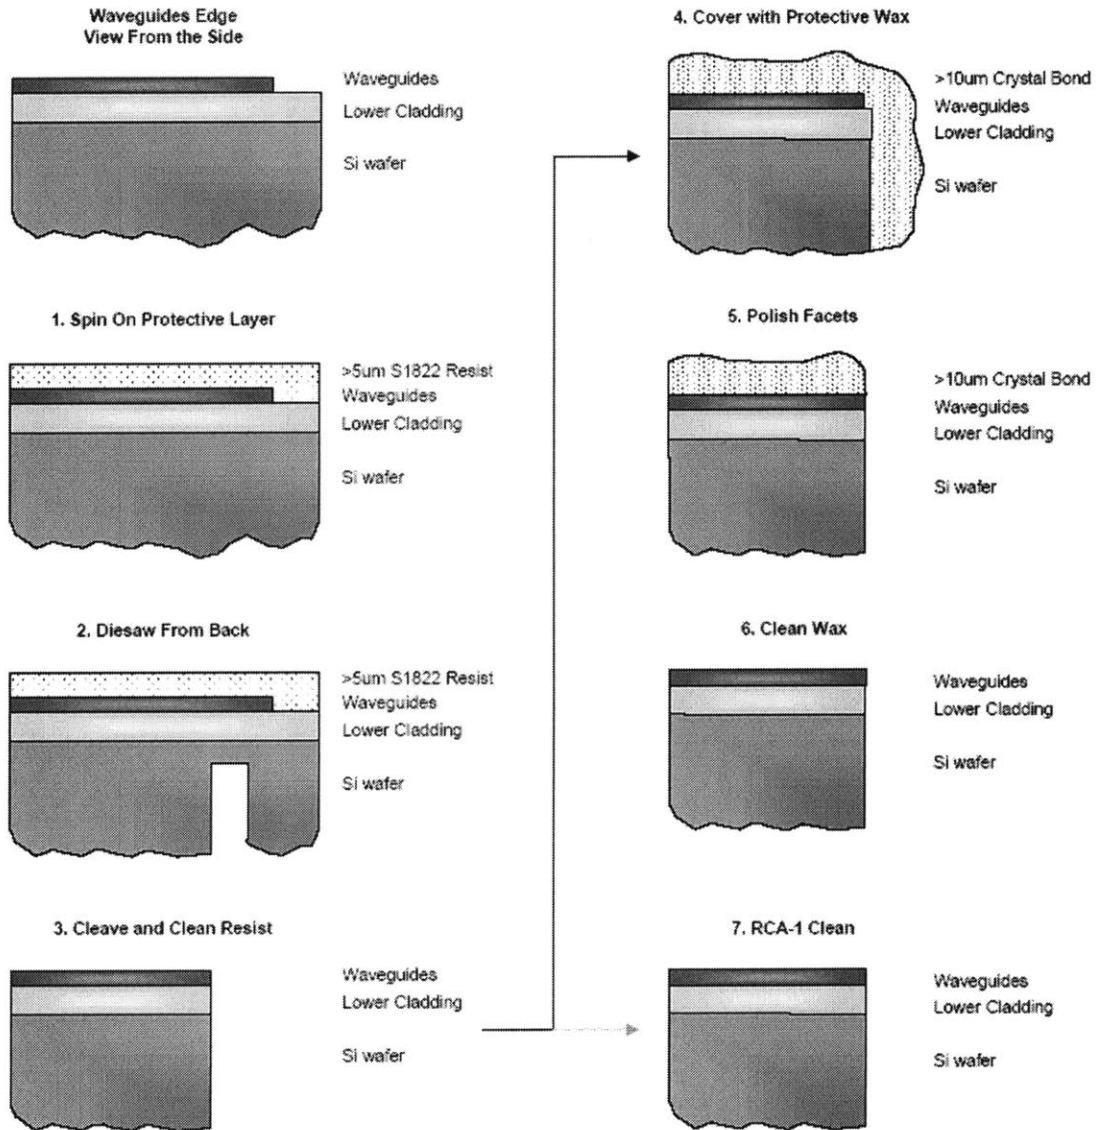 Waveguides Edge
View From the Side
Waveguides
Lower Cladding
Si wafer
1. Spin On Protective Layer
>5um S1822 Resist
Waveguides
Lower Cladding
Si wafer
2. Diesaw From Back
>5um S1822 Resist
Waveguides
Lower Cladding
Si wafer
3. Cleave and Clean Resist
Waveguides
Lower Cladding
Si wafer
4. Cover with Protective Wax
>10um Crystal Bond
Waveguides
Lower Cladding
Si wafer
5. Polish Facets
>10um Crystal Bond
Waveguides
Lower Cladding
Si wafer
6. Clean Wax
Waveguides
Lower Cladding
Si wafer
7. RCA-1 Clean
Waveguides
Lower Cladding
Si wafer